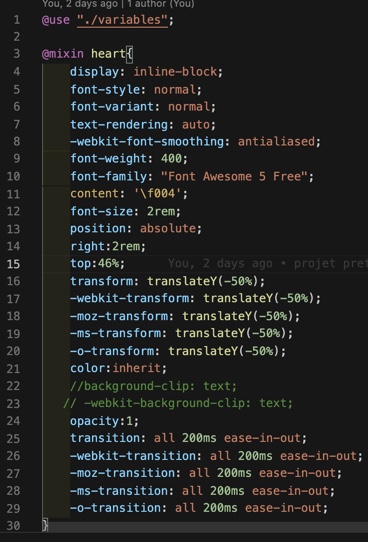 You, 2 days ago | 1 author (You)
1 @use "./variables";
2
3 @mixin heart{
4 display: inline-block;
5 font-style: normal;
6 font-variant: normal;
7 text-rendering: auto;
8 -webkit-font-smoothing: antialiased;
9 font-weight: 400;
10 font-family: "Font Awesome 5 Free";
11 content: '\f004';
12 font-size: 2rem;
13 position: absolute;
14 right:2rem;
15 top:46%; You, 2 days ago • projet pret
16 transform: translateY(-50%);
17 -webkit-transform: translateY(-50%);
18 -moz-transform: translateY(-50%);
19 -ms-transform: translateY(-50%);
20 -o-transform: translateY(-50%);
21 color:inherit;
22 //background-clip: text;
23 // -webkit-background-clip: text;
24 opacity:1;
25 transition: all 200ms ease-in-out;
26 -webkit-transition: all 200ms ease-in-out;
27 -moz-transition: all 200ms ease-in-out;
28 -ms-transition: all 200ms ease-in-out;
29 -o-transition: all 200ms ease-in-out;
30 }